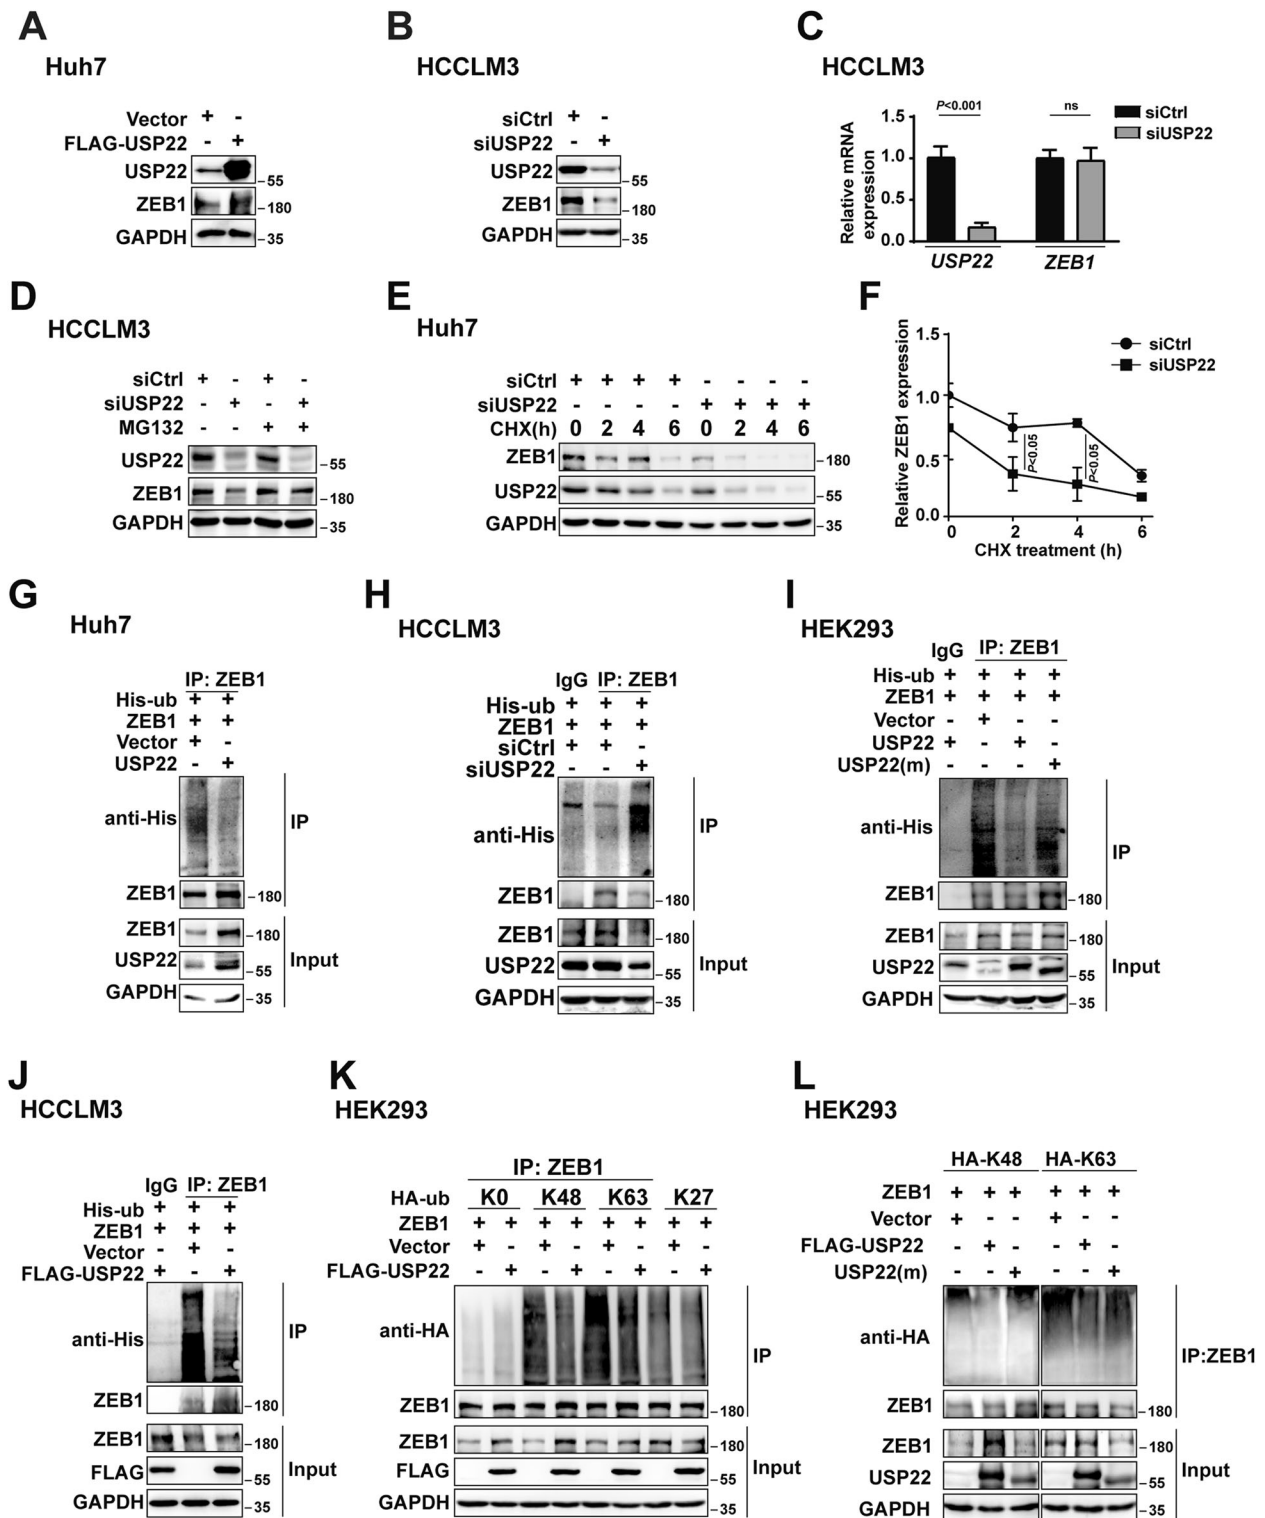 A
Huh7
Vector + -
FLAG-USP22 - +
USP22
55
ZEB1
180
GAPDH
35
B
HCCLM3
siCtrl + -
siUSP22 - +
USP22
55
ZEB1
180
GAPDH
35
C
HCCLM3
P<0.001
ns
siCtrl
siUSP22
Relative mRNA
expression
1.5
1.0
0.5
0.0
USP22
ZEB1
D
HCCLM3
siCtrl + - + -
siUSP22 - + - +
MG132 - - + +
USP22
55
ZEB1
180
GAPDH
35
E
Huh7
siCtrl + + + + - - - -
siUSP22 - - - - + + + +
CHX(h) 0 2 4 6 0 2 4 6
ZEB1
180
USP22
55
GAPDH
35
F
Relative ZEB1 expression
1.5
1.0
0.5
0.0
siCtrl
siUSP22
P<0.05
P<0.05
0 2 4 6
CHX treatment (h)
G
Huh7
IP: ZEB1
His-ub + +
ZEB1 + +
Vector + -
USP22 - +
anti-His
IP
ZEB1
180
ZEB1
180
USP22
55
Input
GAPDH
35
H
HCCLM3
IgG IP: ZEB1
His-ub + + +
ZEB1 + + +
siCtrl + + -
siUSP22 - - +
anti-His
IP
ZEB1
180
ZEB1
180
USP22
55
Input
GAPDH
35
I
HEK293
IgG IP: ZEB1
His-ub + + + +
ZEB1 + + + +
Vector - + - -
USP22 + - + -
USP22(m) - - - +
anti-His
IP
ZEB1
180
ZEB1
180
USP22
55
Input
GAPDH
35
J
HCCLM3
IgG IP: ZEB1
His-ub + + +
ZEB1 + + +
Vector - + -
FLAG-USP22 + - +
anti-His
IP
ZEB1
180
ZEB1
180
FLAG
55
Input
GAPDH
35
K
HEK293
IP: ZEB1
HA-ub K0 K48 K63 K27
ZEB1 + + + + + + + +
Vector + - + - + - + -
FLAG-USP22 - + - + - + - +
anti-HA
IP
ZEB1
180
ZEB1
180
FLAG
55
Input
GAPDH
35
L
HEK293
HA-K48 HA-K63
ZEB1 + + + + + +
Vector + - - + - -
FLAG-USP22 - + - - + -
USP22(m) - - + - - +
anti-HA
IP:ZEB1
ZEB1
180
ZEB1
180
USP22
55
Input
GAPDH
35